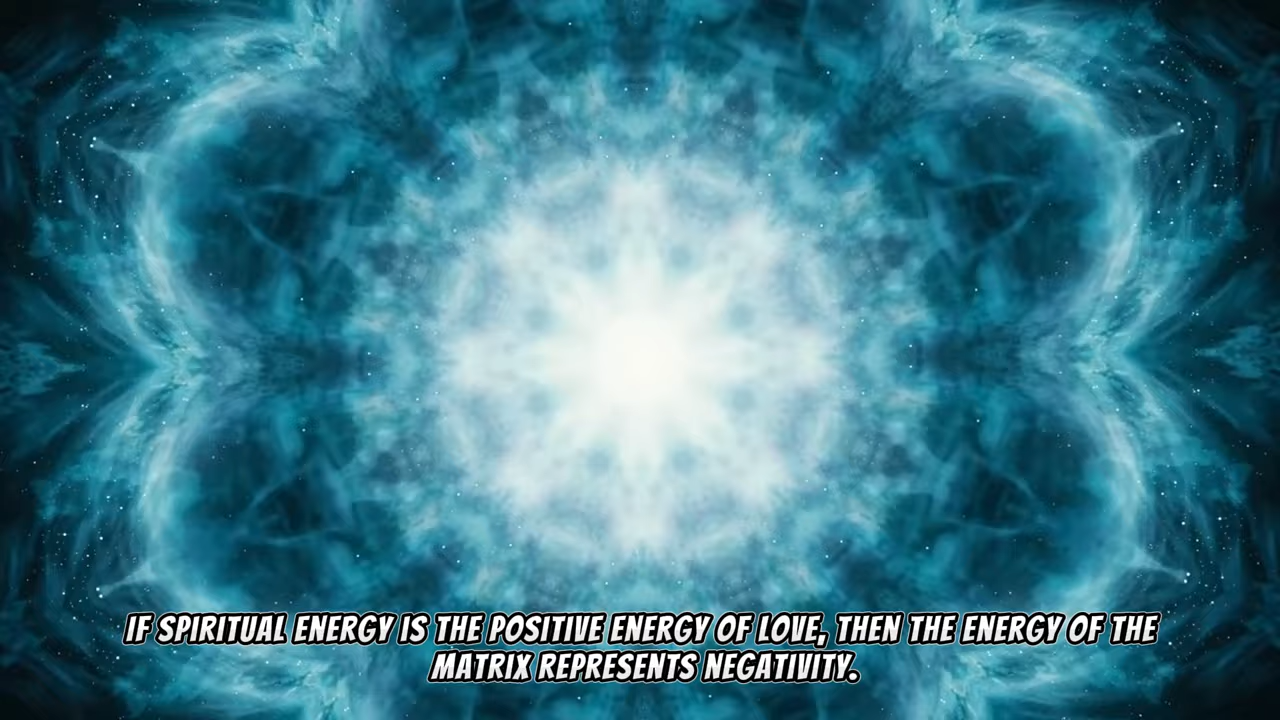 IF SPIRITUAL ENERGY IS THE POSITIVE ENERGY OF LOVE, THEN THE ENERGY OF THE
MATRIX REPRESENTS NEGATIVITY.